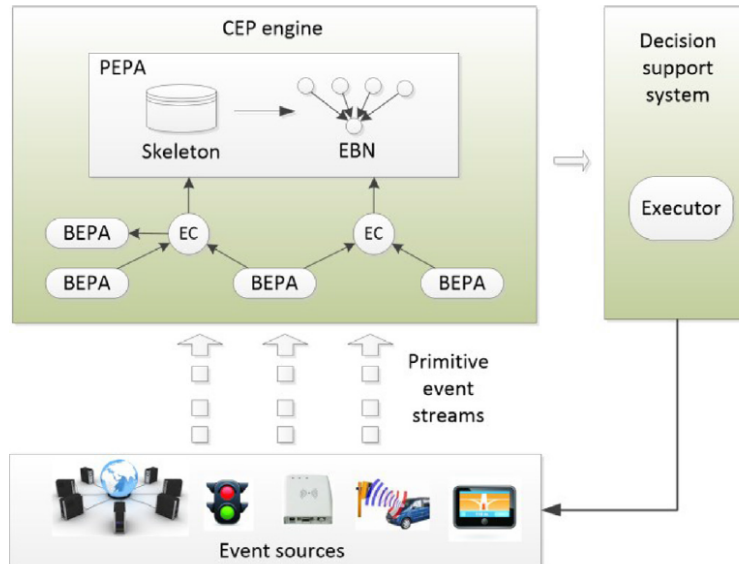 CEP engine
PEPA
Skeleton
EBN
BEPA
EC
EC
BEPA
BEPA
BEPA
Decision
support
system
Executor
Primitive
event
streams
Event sources